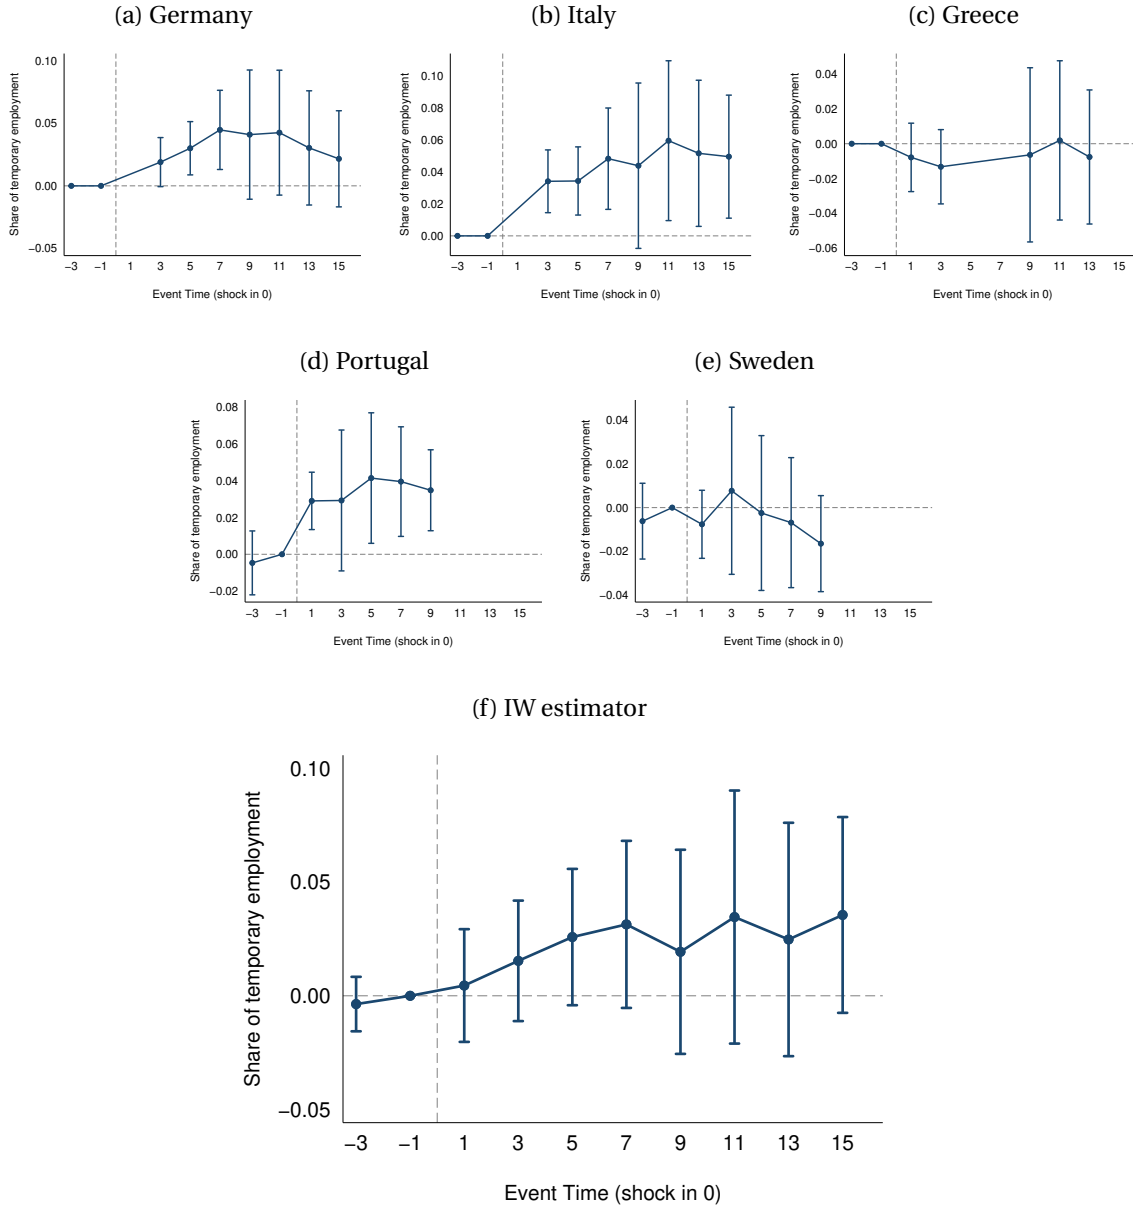 (a) Germany
(b) Italy
(c) Greece
Share of temporary employment
0.10
0.05
0.00
−0.05
−3 −1 1 3 5 7 9 11 13 15
Event Time (shock in 0)
Share of temporary employment
0.10
0.08
0.06
0.04
0.02
0.00
−3 −1 1 3 5 7 9 11 13 15
Event Time (shock in 0)
Share of temporary employment
0.04
0.02
0.00
−0.02
−0.04
−0.06
−3 −1 1 3 5 7 9 11 13 15
Event Time (shock in 0)
(d) Portugal
(e) Sweden
Share of temporary employment
0.08
0.06
0.04
0.02
0.00
−0.02
−3 −1 1 3 5 7 9 11 13 15
Event Time (shock in 0)
Share of temporary employment
0.04
0.02
0.00
−0.02
−0.04
−3 −1 1 3 5 7 9 11 13 15
Event Time (shock in 0)
(f) IW estimator
Share of temporary employment
0.10
0.05
0.00
−0.05
−3 −1 1 3 5 7 9 11 13 15
Event Time (shock in 0)